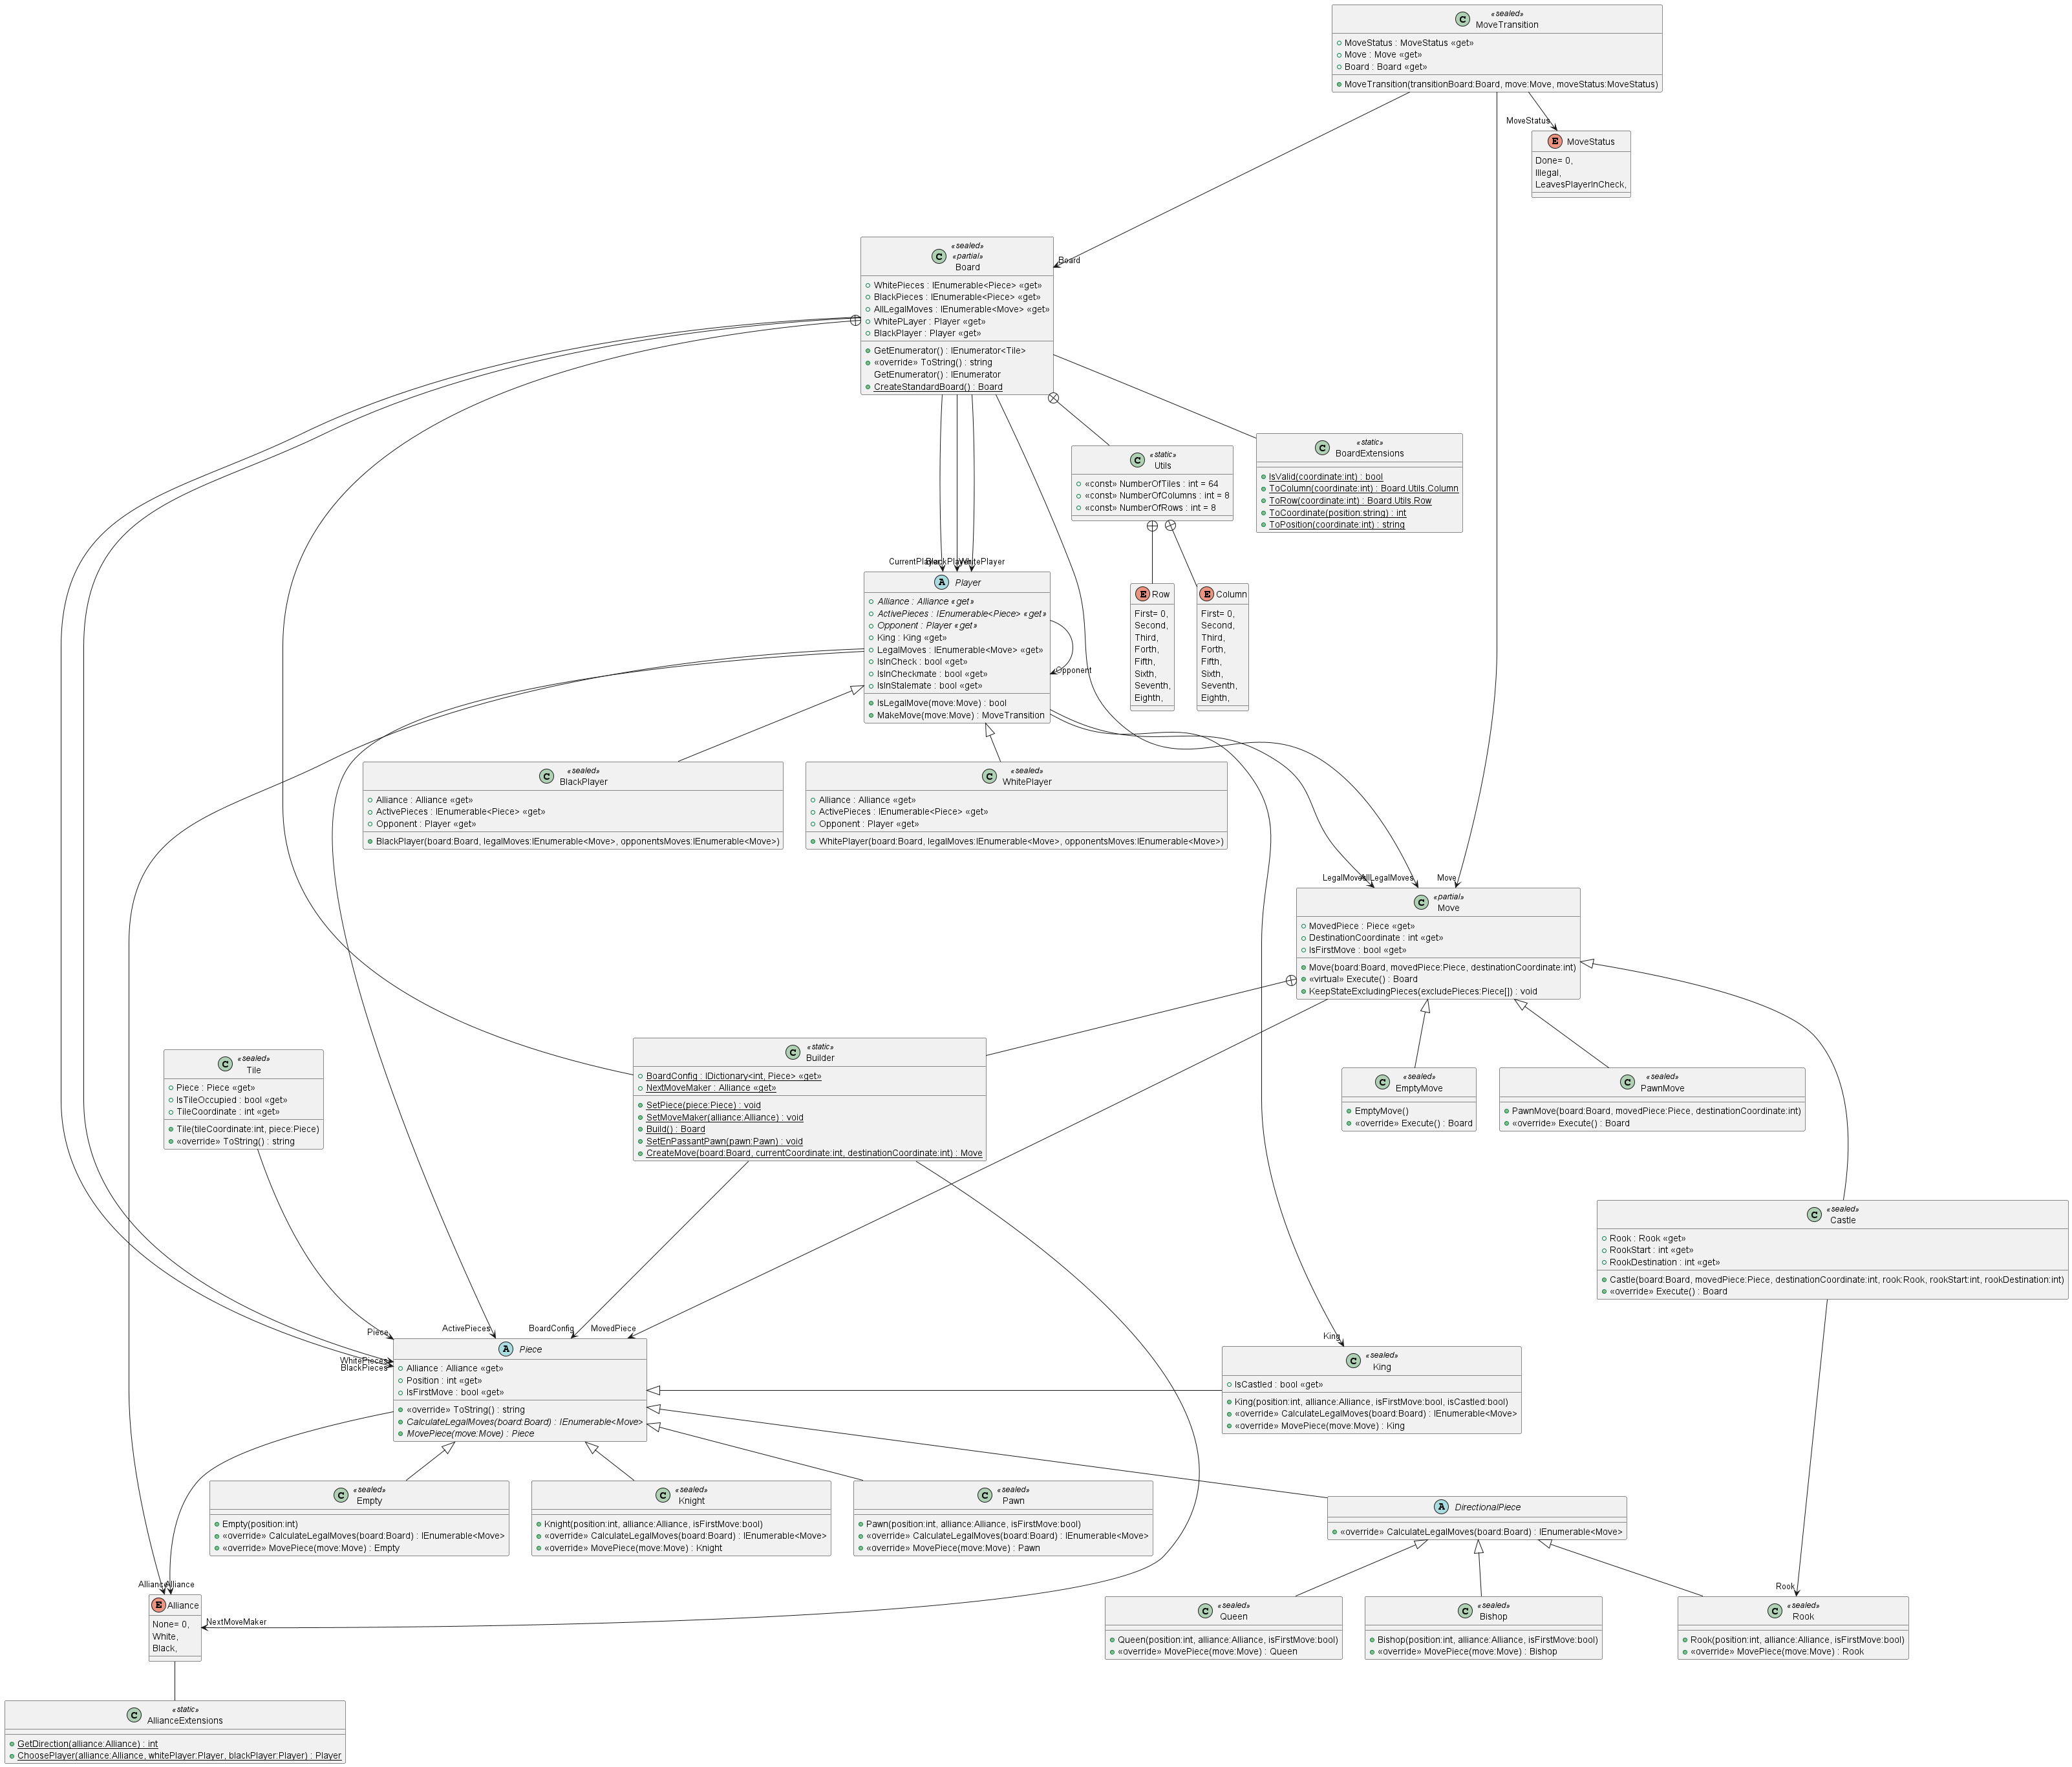 «sealed»
C MoveTransition
MoveStatus : MoveStatus «get»
Move : Move «get»
Board : Board «get»
MoveTransition(transitionBoard:Board, move:Move, moveStatus:MoveStatus)
MoveStatus
E MoveStatus
Done= 0,
Illegal,
LeavesPlayerInCheck,
Board
«sealed»
«partial»
C Board
WhitePieces : IEnumerable<Piece> «get»
BlackPieces : IEnumerable<Piece> «get»
AllLegalMoves : IEnumerable<Move> «get»
WhitePLayer : Player «get»
BlackPlayer : Player «get»
GetEnumerator() : IEnumerator<Tile>
«override» ToString() : string
GetEnumerator() : IEnumerator
CreateStandardBoard() : Board
«static»
C Utils
«const» NumberOfTiles : int = 64
«const» NumberOfColumns : int = 8
«const» NumberOfRows : int = 8
«static»
C BoardExtensions
IsValid(coordinate:int) : bool
ToColumn(coordinate:int) : Board.Utils.Column
ToRow(coordinate:int) : Board.Utils.Row
ToCoordinate(position:string) : int
ToPosition(coordinate:int) : string
CurrentPlayer
BlackPlayer
WhitePlayer
A Player
Alliance : Alliance «get»
ActivePieces : IEnumerable<Piece> «get»
Opponent : Player «get»
King : King «get»
LegalMoves : IEnumerable<Move> «get»
IsInCheck : bool «get»
IsInCheckmate : bool «get»
IsInStalemate : bool «get»
IsLegalMove(move:Move) : bool
MakeMove(move:Move) : MoveTransition
Opponent
E Row
First= 0,
Second,
Third,
Forth,
Fifth,
Sixth,
Seventh,
Eighth,
E Column
First= 0,
Second,
Third,
Forth,
Fifth,
Sixth,
Seventh,
Eighth,
«sealed»
C BlackPlayer
Alliance : Alliance «get»
ActivePieces : IEnumerable<Piece> «get»
Opponent : Player «get»
BlackPlayer(board:Board, legalMoves:IEnumerable<Move>, opponentsMoves:IEnumerable<Move>)
«sealed»
C WhitePlayer
Alliance : Alliance «get»
ActivePieces : IEnumerable<Piece> «get»
Opponent : Player «get»
WhitePlayer(board:Board, legalMoves:IEnumerable<Move>, opponentsMoves:IEnumerable<Move>)
LegalMoves
AllLegalMoves
Move
«partial»
C Move
MovedPiece : Piece «get»
DestinationCoordinate : int «get»
IsFirstMove : bool «get»
Move(board:Board, movedPiece:Piece, destinationCoordinate:int)
«virtual» Execute() : Board
KeepStateExcludingPieces(excludePieces:Piece[]) : void
«sealed»
C Tile
Piece : Piece «get»
IsTileOccupied : bool «get»
TileCoordinate : int «get»
Tile(tileCoordinate:int, piece:Piece)
«override» ToString() : string
«static»
C Builder
BoardConfig : IDictionary<int, Piece> «get»
NextMoveMaker : Alliance «get»
SetPiece(piece:Piece) : void
SetMoveMaker(alliance:Alliance) : void
Build() : Board
SetEnPassantPawn(pawn:Pawn) : void
CreateMove(board:Board, currentCoordinate:int, destinationCoordinate:int) : Move
«sealed»
C EmptyMove
EmptyMove()
«override» Execute() : Board
«sealed»
C PawnMove
PawnMove(board:Board, movedPiece:Piece, destinationCoordinate:int)
«override» Execute() : Board
«sealed»
C Castle
Rook : Rook «get»
RookStart : int «get»
RookDestination : int «get»
Castle(board:Board, movedPiece:Piece, destinationCoordinate:int, rook:Rook, rookStart:int, rookDestination:int)
«override» Execute() : Board
Piece
ActivePieces
BoardConfig
MovedPiece
WhitePieces
BlackPieces
A Piece
Alliance : Alliance «get»
Position : int «get»
IsFirstMove : bool «get»
«override» ToString() : string
CalculateLegalMoves(board:Board) : IEnumerable<Move>
MovePiece(move:Move) : Piece
King
«sealed»
C King
IsCastled : bool «get»
King(position:int, alliance:Alliance, isFirstMove:bool, isCastled:bool)
«override» CalculateLegalMoves(board:Board) : IEnumerable<Move>
«override» MovePiece(move:Move) : King
«sealed»
C Empty
Empty(position:int)
«override» CalculateLegalMoves(board:Board) : IEnumerable<Move>
«override» MovePiece(move:Move) : Empty
«sealed»
C Knight
Knight(position:int, alliance:Alliance, isFirstMove:bool)
«override» CalculateLegalMoves(board:Board) : IEnumerable<Move>
«override» MovePiece(move:Move) : Knight
«sealed»
C Pawn
Pawn(position:int, alliance:Alliance, isFirstMove:bool)
«override» CalculateLegalMoves(board:Board) : IEnumerable<Move>
«override» MovePiece(move:Move) : Pawn
A DirectionalPiece
«override» CalculateLegalMoves(board:Board) : IEnumerable<Move>
Alliance
Alliance
E Alliance
None= 0,
White,
Black,
NextMoveMaker
«sealed»
C Queen
Queen(position:int, alliance:Alliance, isFirstMove:bool)
«override» MovePiece(move:Move) : Queen
«sealed»
C Bishop
Bishop(position:int, alliance:Alliance, isFirstMove:bool)
«override» MovePiece(move:Move) : Bishop
Rook
«sealed»
C Rook
Rook(position:int, alliance:Alliance, isFirstMove:bool)
«override» MovePiece(move:Move) : Rook
«static»
C AllianceExtensions
GetDirection(alliance:Alliance) : int
ChoosePlayer(alliance:Alliance, whitePlayer:Player, blackPlayer:Player) : Player